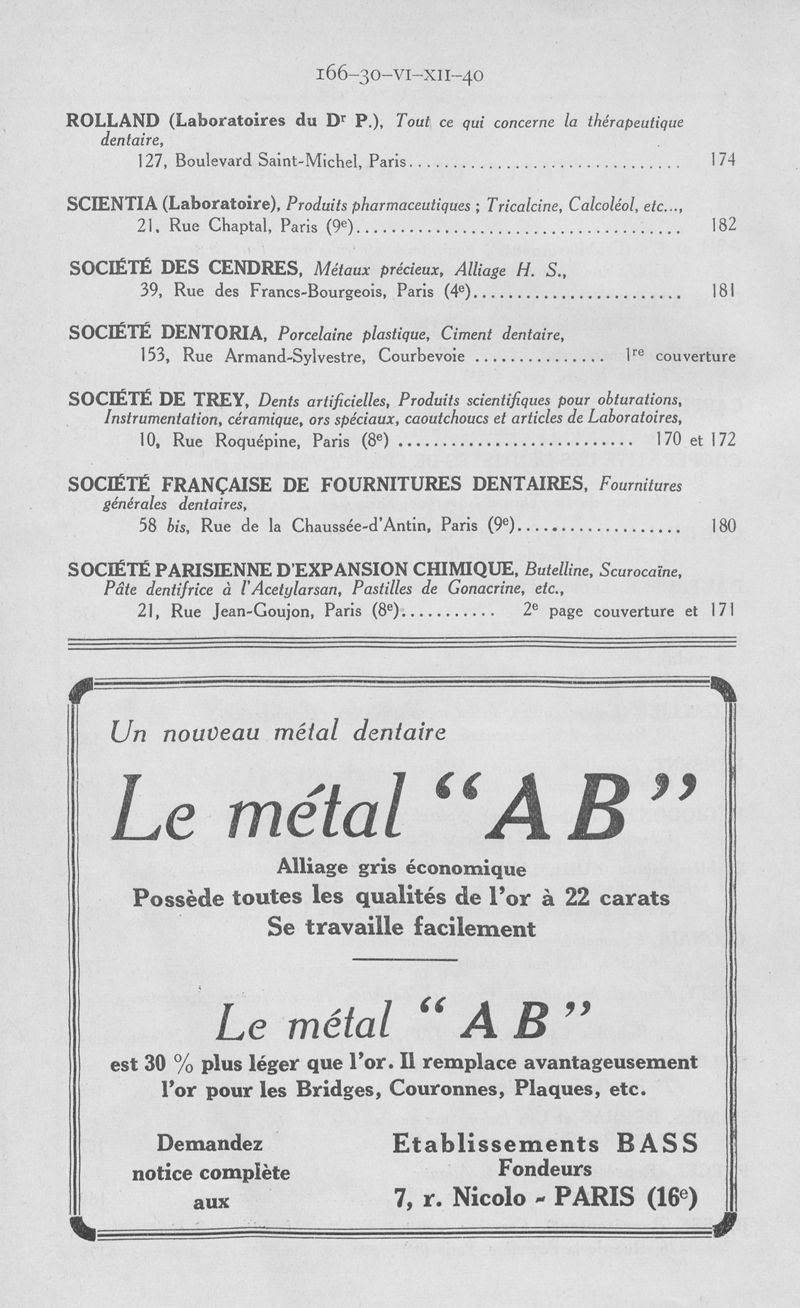 166-30-VI-XII-40
ROLLAND (Laboratoires du Dr P.), Tout ce qui concerne la thérapeutique
dentaire,
127, Boulevard Saint-Michel, Paris............................... 174
SCIENTIA (Laboratoire), Produits pharmaceutiques ; Tricalcine, Calcoléol, etc...,
21, Rue Chaptal, Paris (9e)..................................... 182
SOCIÉTÉ DES CENDRES, Métaux précieux, Alliage H. S.,
39, Rue des Francs-Bourgeois, Paris (4e)........................ 181
SOCIÉTÉ DENTORIA, Porcelaine plastique, Ciment dentaire,
153, Rue Armand-Sylvestre, Courbevoie ............... 1re couverture
SOCIÉTÉ DE TREY, Dents artificielles, Produits scientifiques pour obturations,
Instrumentation, céramique, ors spéciaux, caoutchoucs et articles de Laboratoires,
10, Rue Roquépine, Paris (8e) ........................... 170 et 172
SOCIÉTÉ FRANÇAISE DE FOURNITURES DENTAIRES, Fournitures
générales dentaires,
58 bis, Rue de la Chaussée-d'Antin, Paris (9e)................... 180
SOCIÉTÉ PARISIENNE D'EXPANSION CHIMIQUE, Butelline, Scurocaïne,
Pâte dentifrice à l'Acetylarsan, Pastilles de Gonacrine, etc.,
21, Rue Jean-Goujon, Paris (8e)........... 2e page couverture et 171
Un nouveau métal dentaire
Le métal "AB"
Alliage gris économique
Possède toutes les qualités de l'or à 22 carats
Se travaille facilement
Le métal "AB"
est 30 % plus léger que l'or. Il remplace avantageusement
l'or pour les Bridges, Couronnes, Plaques, etc.
Demandez
notice complète
aux
Etablissements BASS
Fondeurs
7, r. Nicolo - PARIS (16e)